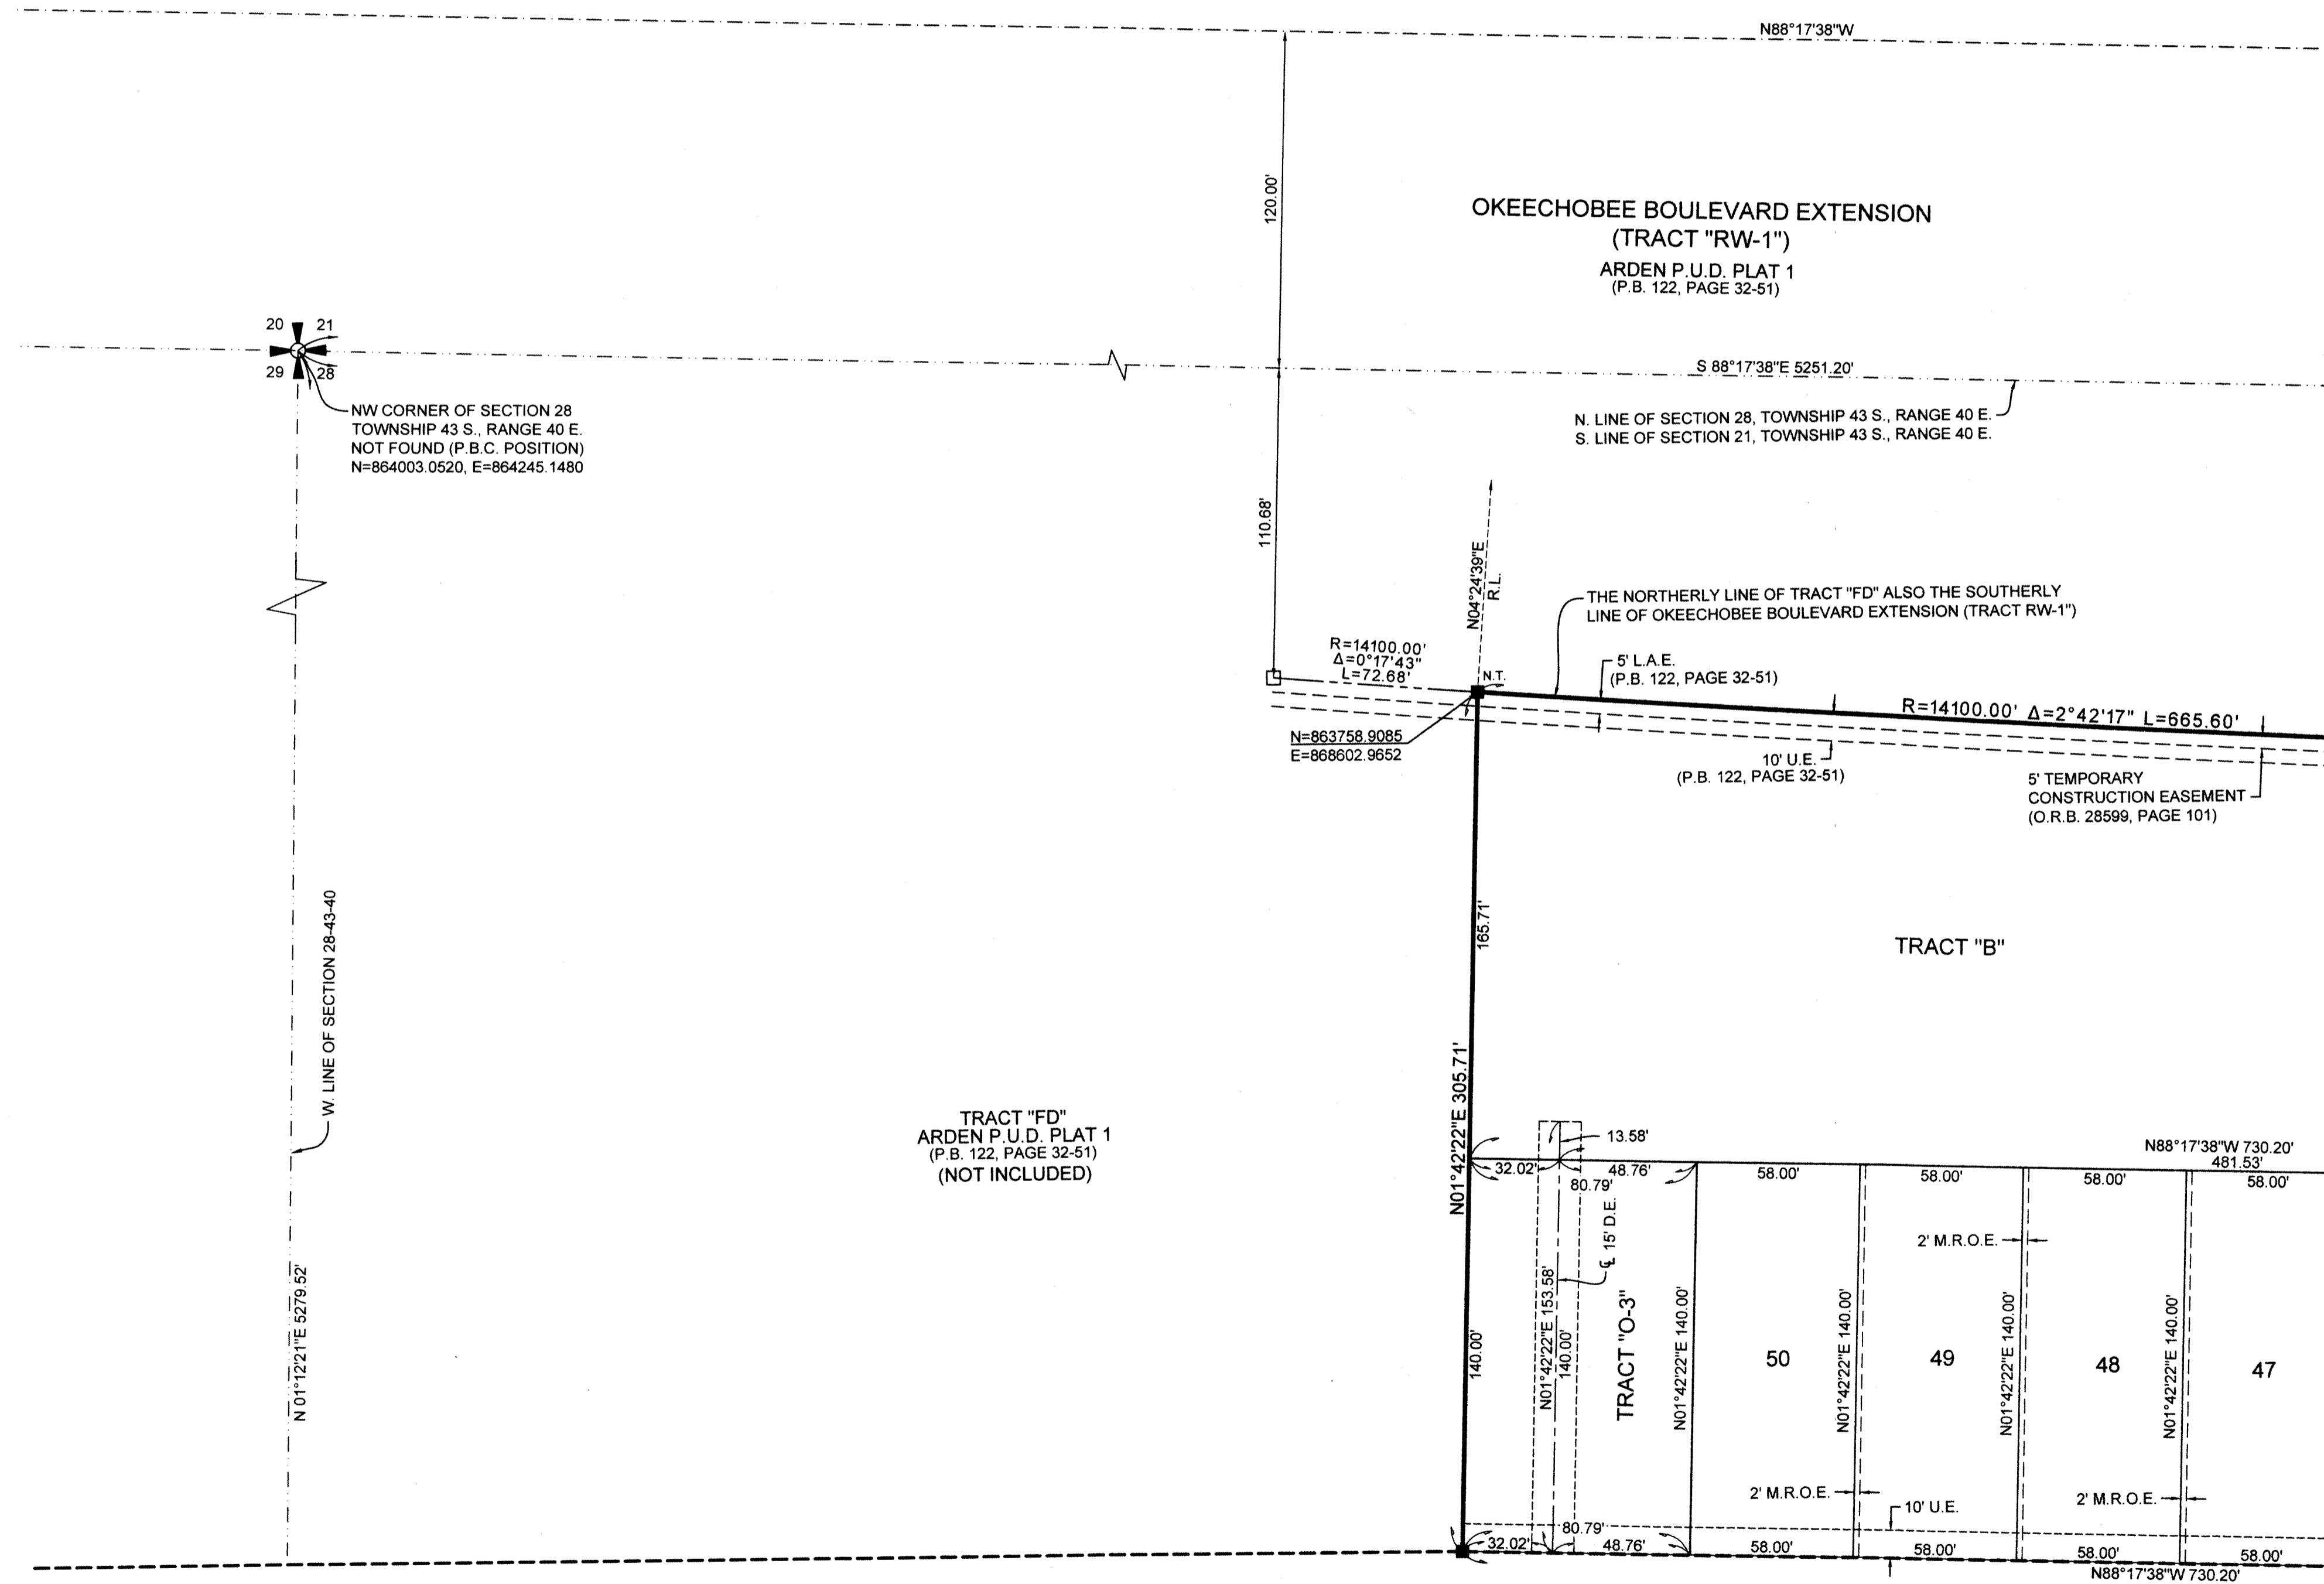 N88°17'38"W
120.00'
OKEECHOBEE BOULEVARD EXTENSION
(TRACT "RW-1")
ARDEN P.U.D. PLAT 1
(P.B. 122, PAGE 32-51)
20 21
29 28
NW CORNER OF SECTION 28
TOWNSHIP 43 S., RANGE 40 E.
NOT FOUND (P.B.C. POSITION)
N=864003.0520, E=864245.1480
S 88°17'38"E 5251.20'
N. LINE OF SECTION 28, TOWNSHIP 43 S., RANGE 40 E.
S. LINE OF SECTION 21, TOWNSHIP 43 S., RANGE 40 E.
110.68'
N04°24'39"E
R.L.
THE NORTHERLY LINE OF TRACT "FD" ALSO THE SOUTHERLY
LINE OF OKEECHOBEE BOULEVARD EXTENSION (TRACT RW-1")
R=14100.00'
Δ=0°17'43"
L=72.68'
N.T.
5' L.A.E.
(P.B. 122, PAGE 32-51)
R=14100.00' Δ=2°42'17" L=665.60'
N=863758.9085
E=868602.9652
10' U.E.
(P.B. 122, PAGE 32-51)
5' TEMPORARY
CONSTRUCTION EASEMENT
(O.R.B. 28599, PAGE 101)
165.71'
TRACT "B"
W. LINE OF SECTION 28-43-40
N 01°12'21"E 5279.52'
TRACT "FD"
ARDEN P.U.D. PLAT 1
(P.B. 122, PAGE 32-51)
(NOT INCLUDED)
N01°42'22"E 305.71'
13.58'
N88°17'38"W 730.20'
481.53'
32.02'
48.76'
80.79'
58.00'
58.00'
58.00'
58.00'
℄ 15' D.E.
2' M.R.O.E.
140.00'
N01°42'22"E 153.58'
140.00'
TRACT "O-3"
N01°42'22"E 140.00'
50
N01°42'22"E 140.00'
49
N01°42'22"E 140.00'
48
N01°42'22"E 140.00'
47
2' M.R.O.E.
10' U.E.
2' M.R.O.E.
80.79'
32.02'
48.76'
58.00'
58.00'
58.00'
58.00'
N88°17'38"W 730.20'